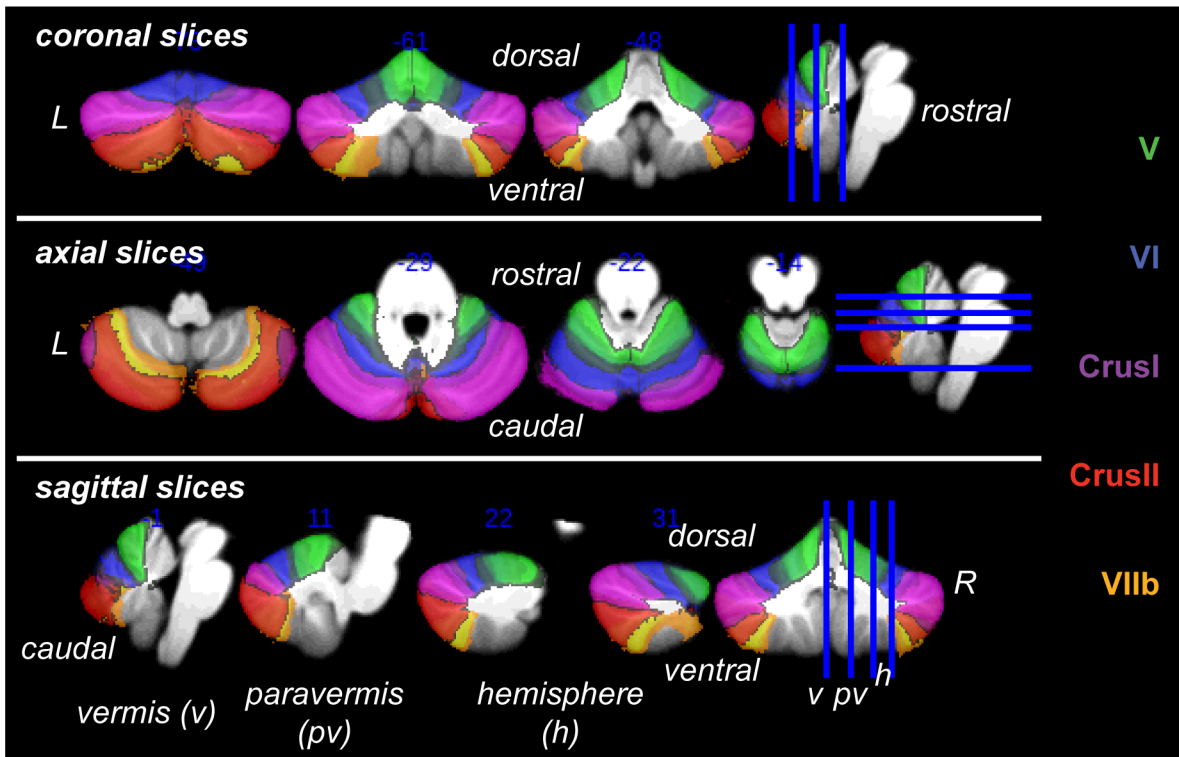 coronal slices
-61
-48
dorsal
L
rostral
ventral
V
axial slices
-49
-29
-22
-14
rostral
VI
L
CrusI
caudal
sagittal slices
CrusII
11
22
31
dorsal
R
VIIb
caudal
ventral
v pv h
vermis (v)
paravermis
(pv)
hemisphere
(h)